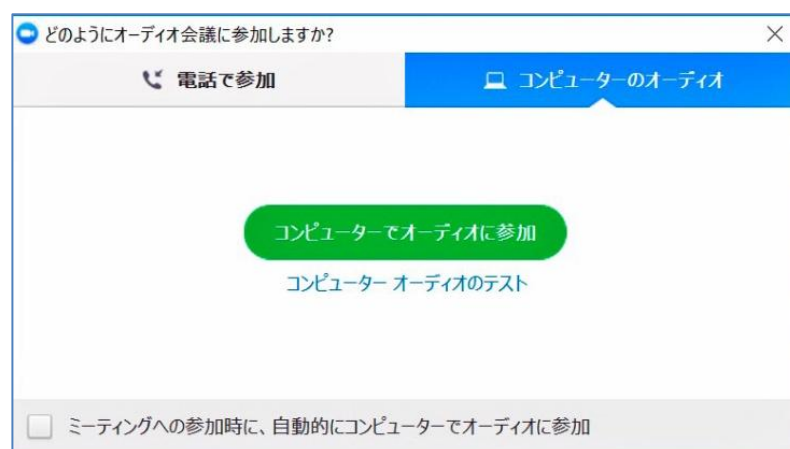 どのようにオーディオ会議に参加しますか?
電話で参加
コンピューターのオーディオ
コンピューターでオーディオに参加
コンピューター オーディオのテスト
ミーティングへの参加時に、自動的にコンピューターでオーディオに参加